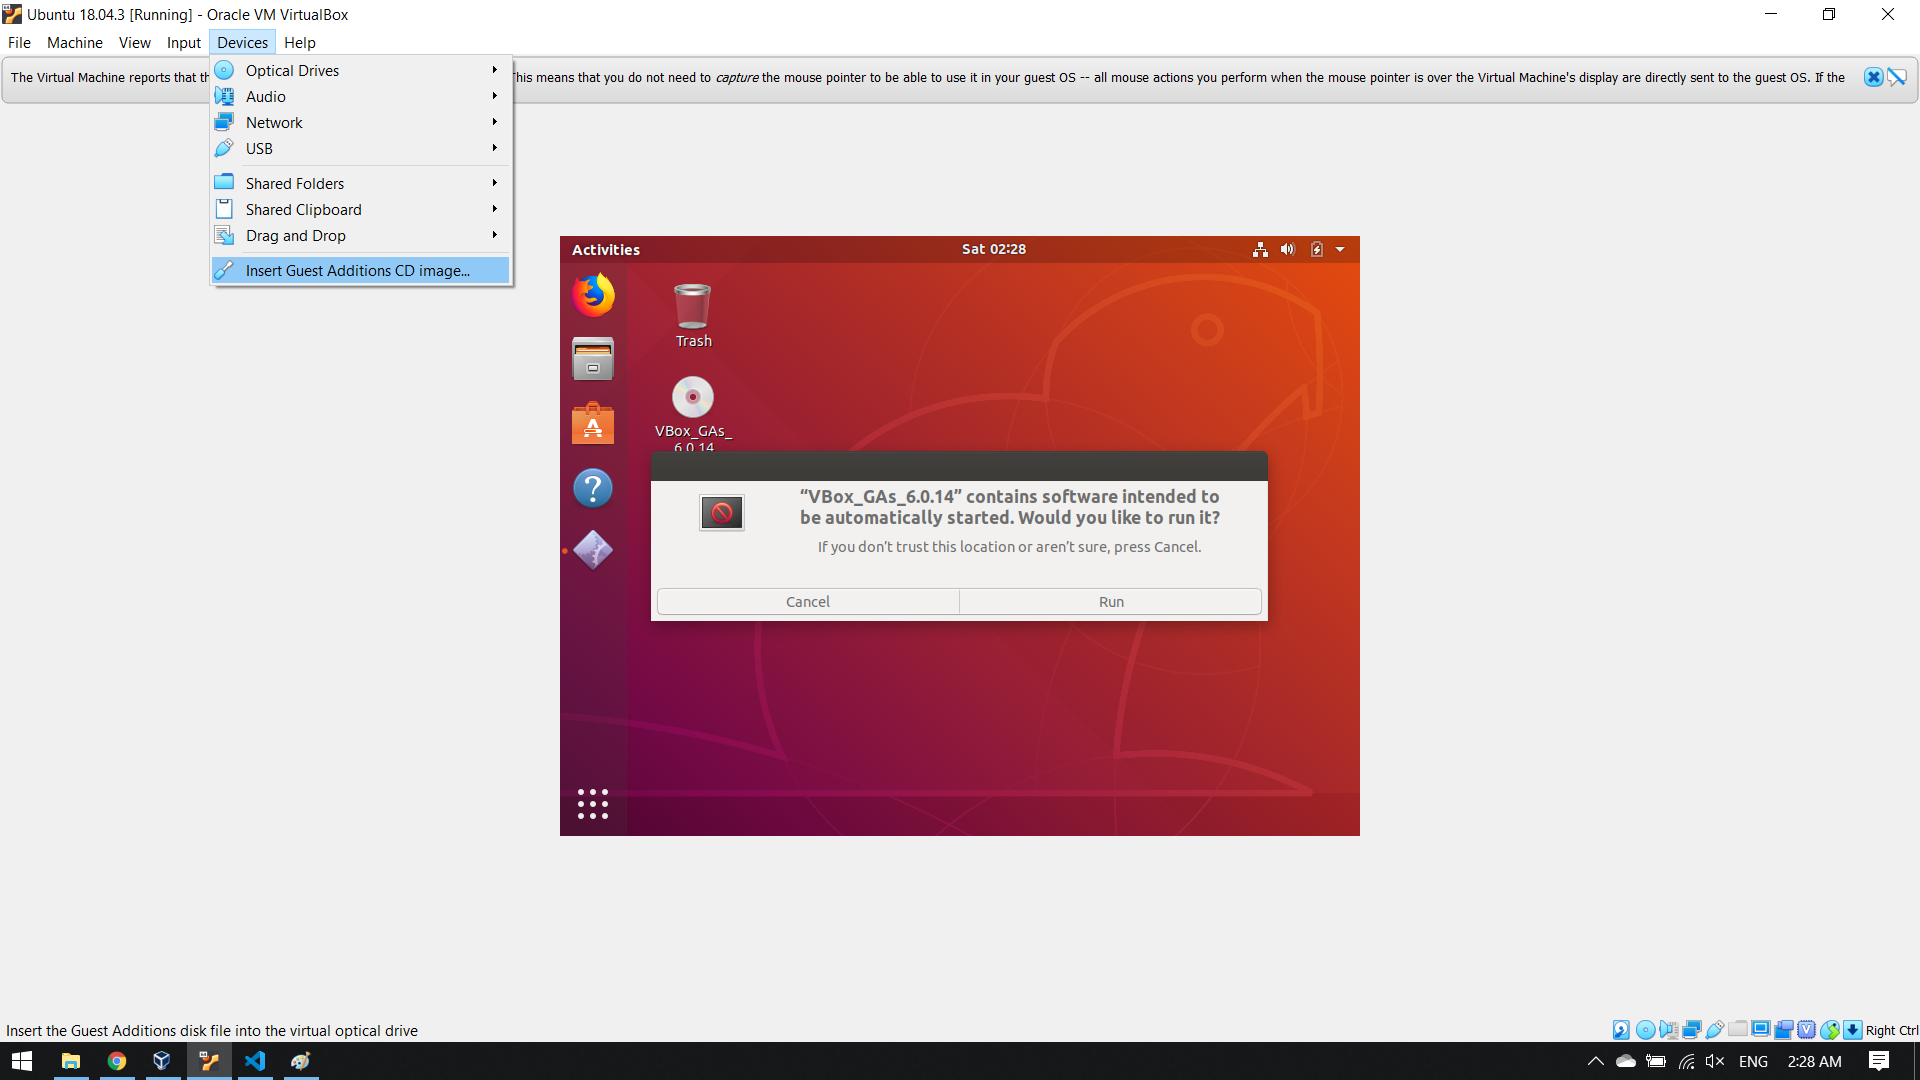 Ubuntu 18.04.3 [Running] - Oracle VM VirtualBox
File Machine View Input Devices Help
The Virtual Machine reports that th his means that you do not need to capture the mouse pointer to be able to use it in your guest OS -- all mouse actions you perform when the mouse pointer is over the Virtual Machine's display are directly sent to the guest OS. If the
Optical Drives
Audio
Network
USB
Shared Folders
Shared Clipboard
Drag and Drop
Insert Guest Additions CD image...
Activities Sat 02:28
Trash
VBox_GAs_
6.0.14
“VBox_GAs_6.0.14” contains software intended to
be automatically started. Would you like to run it?
If you don’t trust this location or aren’t sure, press Cancel.
Cancel Run
Insert the Guest Additions disk file into the virtual optical drive
Right Ctrl
ENG 2:28 AM